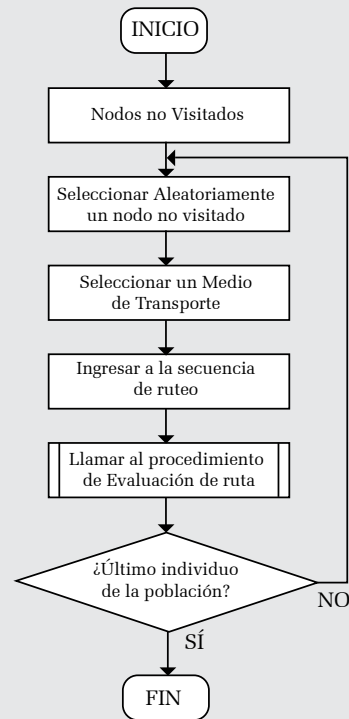 INICIO
Nodos no Visitados
Seleccionar Aleatoriamente
un nodo no visitado
Seleccionar un Medio
de Transporte
Ingresar a la secuencia
de ruteo
Llamar al procedimiento
de Evaluación de ruta
¿Último individuo
de la población?
NO
SÍ
FIN